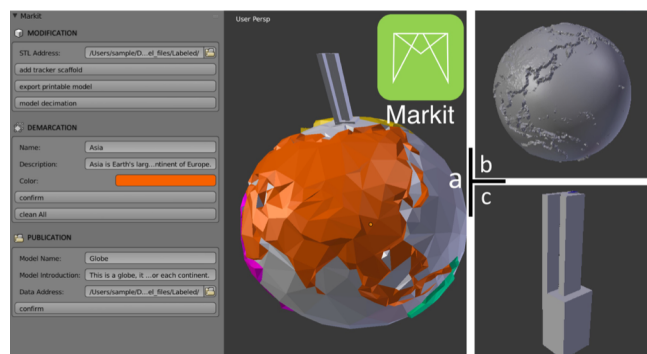 Markit
MODIFICATION
STL Address: /Users/sample/D...el_files/Labeled/
add tracker scaffold
export printable model
model decimation
DEMARCATION
Name: Asia
Description: Asia is Earth's larg...ntinent of Europe.
Color:
confirm
clean All
PUBLICATION
Model Name: Globe
Model Introduction: This is a globe, it ...or each continent.
Data Address: /Users/sample/D...el_files/Labeled/
confirm
User Persp
Markit
a
b
c